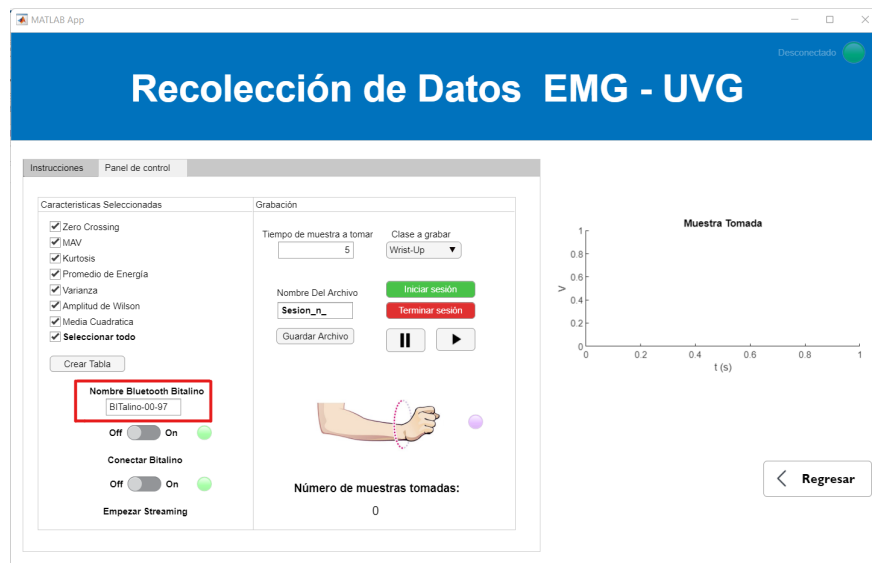 MATLAB App
Desconectado
Recolección de Datos EMG - UVG
Instrucciones
Panel de control
Caracteristicas Seleccionadas
Zero Crossing
MAV
Kurtosis
Promedio de Energía
Varianza
Amplitud de Wilson
Media Cuadratica
Seleccionar todo
Crear Tabla
Nombre Bluetooth Bitalino
BITalino-00-97
Off On
Conectar Bitalino
Off On
Empezar Streaming
Grabación
Tiempo de muestra a tomar
5
Clase a grabar
Wrist-Up
Nombre Del Archivo
Sesion_n_
Iniciar sesión
Terminar sesión
Guardar Archivo
Número de muestras tomadas:
0
Muestra Tomada
1
0.8
0.6
0.4
0.2
0
V
0 0.2 0.4 0.6 0.8 1
t (s)
Regresar